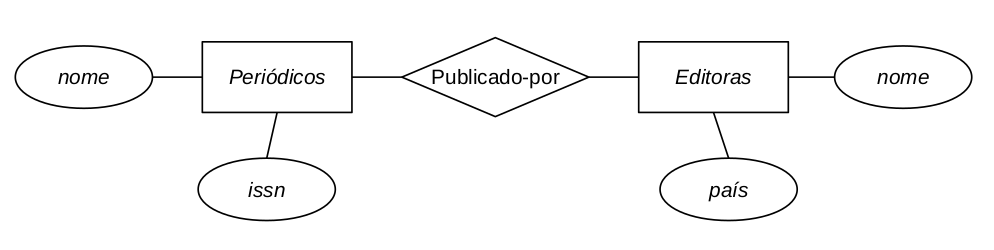 nome
Periódicos
Publicado-por
Editoras
nome
issn
país